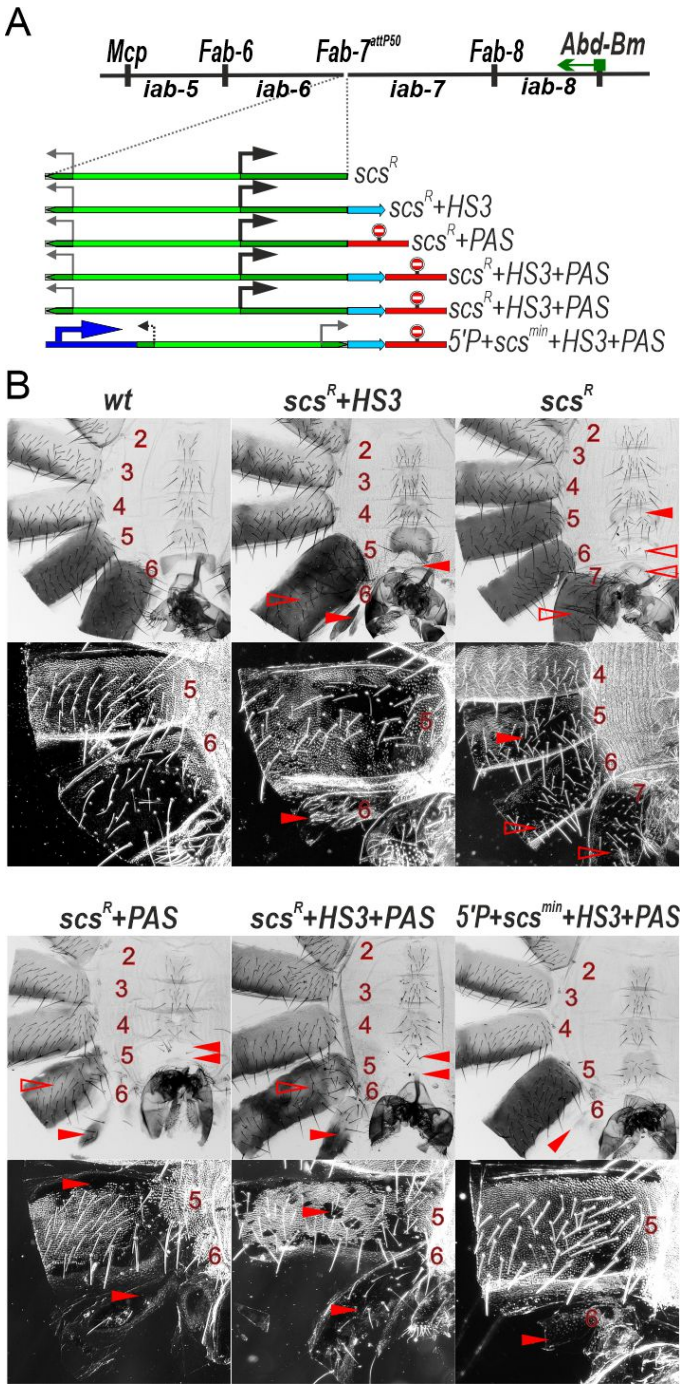 A
Mcp Fab-6 Fab-7attP50 Fab-8 Abd-Bm
iab-5 iab-6 iab-7 iab-8
scsR
scsR+HS3
scsR+PAS
scsR+HS3+PAS
scsR+HS3+PAS
5'P+scsmin+HS3+PAS
B
wt scsR+HS3 scsR
2 2 2
3 3 3
4 4 4
5 5 5
6 6 6
7
5 5 4
6 6 5
6
7
scsR+PAS scsR+HS3+PAS 5'P+scsmin+HS3+PAS
2 2 2
3 3 3
4 4 4
5 5 5
6 6 6
5 5 5
6 6 6